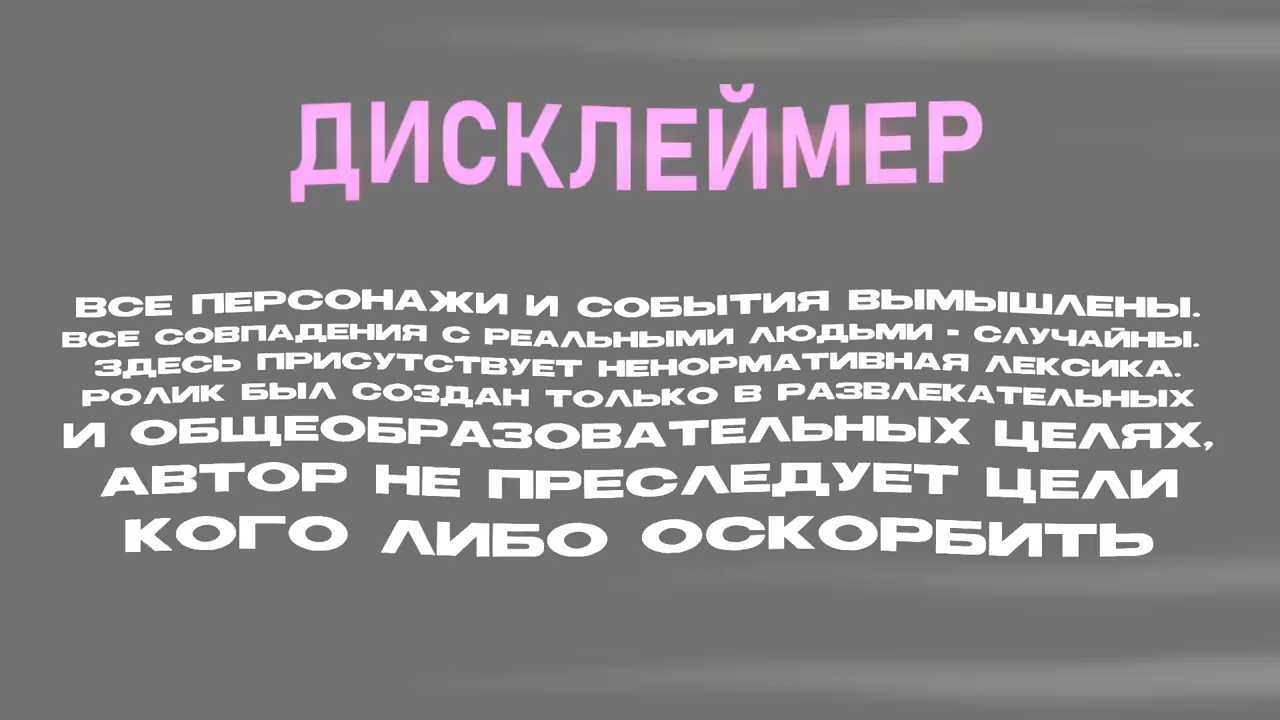 ДИСКЛЕЙМЕР
ВСЕ ПЕРСОНАЖИ И СОБЫТИЯ ВЫМЫШЛЕНЫ.
ВСЕ СОВПАДЕНИЯ С РЕАЛЬНЫМИ ЛЮДЬМИ - СЛУЧАЙНЫ.
ЗДЕСЬ ПРИСУТСТВУЕТ НЕНОРМАТИВНАЯ ЛЕКСИКА.
РОЛИК БЫЛ СОЗДАН ТОЛЬКО В РАЗВЛЕКАТЕЛЬНЫХ
И ОБЩЕОБРАЗОВАТЕЛЬНЫХ ЦЕЛЯХ,
АВТОР НЕ ПРЕСЛЕДУЕТ ЦЕЛИ
КОГО ЛИБО ОСКОРБИТЬ